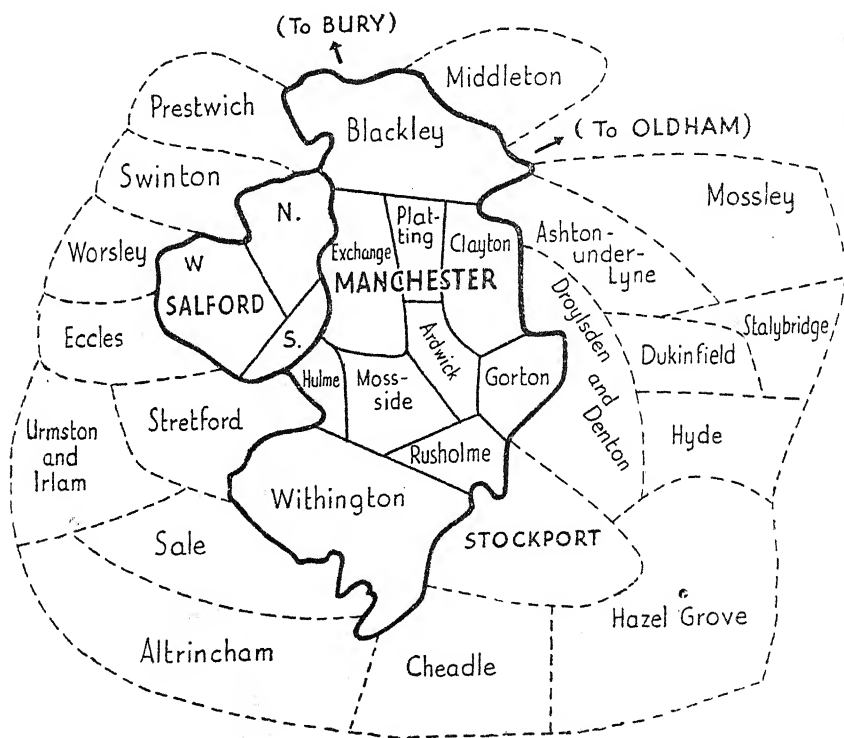 (To BURY)
Middleton
Prestwich
Blackley
(To OLDHAM)
Swinton
Mossley
N.
Plat-
ting
Exchange
Clayton
Ashton-
under-
Lyne
Worsley
W
SALFORD
MANCHESTER
Droylsden and Denton
Stalybridge
Eccles
S.
Ardwick
Dukinfield
Hulme
Moss-
side
Gorton
Urmston
and
Irlam
Stretford
Hyde
Rusholme
Withington
Sale
STOCKPORT
Hazel Grove
Altrincham
Cheadle